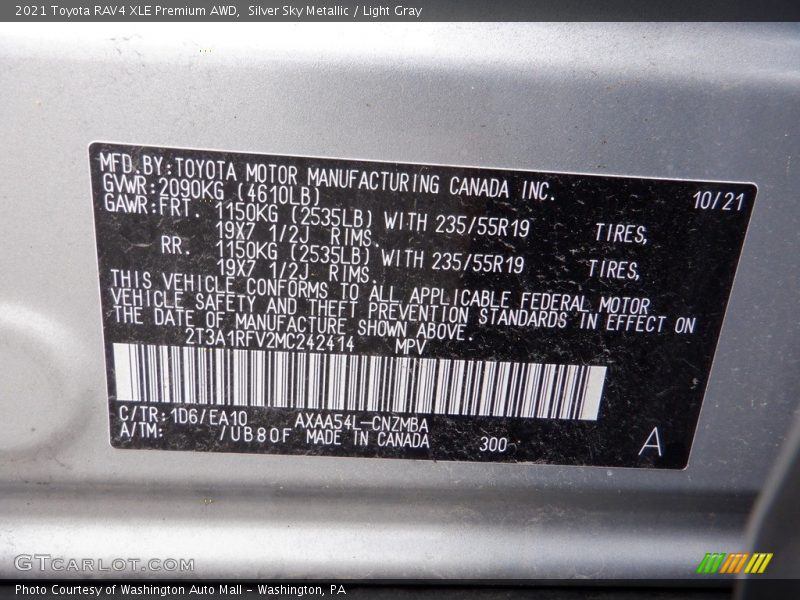 2021 Toyota RAV4 XLE Premium AWD,  Silver Sky Metallic / Light Gray
MFD.BY:TOYOTA MOTOR MANUFACTURING CANADA INC. 10/21
GVWR:2090KG (4610LB)
GAWR:FRT. 1150KG (2535LB) WITH 235/55R19 TIRES,
19X7 1/2J RIMS.
RR. 1150KG (2535LB) WITH 235/55R19 TIRES,
19X7 1/2J RIMS.
THIS VEHICLE CONFORMS TO ALL APPLICABLE FEDERAL MOTOR
VEHICLE SAFETY AND THEFT PREVENTION STANDARDS IN EFFECT ON
THE DATE OF MANUFACTURE SHOWN ABOVE.
2T3A1RFV2MC242414 MPV
C/TR:1D6/EA10 AXAA54L-CNZMBA
A/TM: /UB80F MADE IN CANADA 300 A
GTCARLOT.COM
Photo Courtesy of Washington Auto Mall - Washington, PA